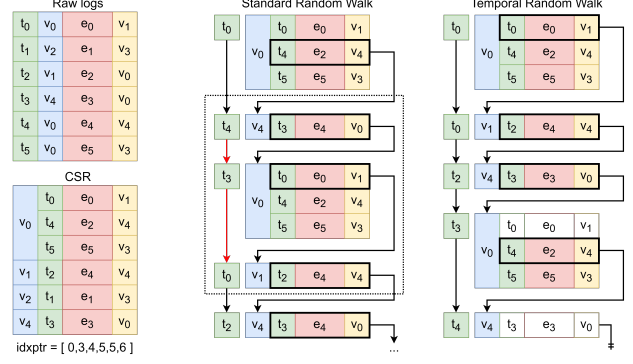 Raw logs
t0 v0 e0 v1
t1 v2 e1 v3
t2 v1 e2 v0
t3 v4 e3 v0
t4 v0 e4 v4
t5 v0 e5 v3
CSR
v0 t0 e0 v1
t4 e2 v4
t5 e5 v3
v1 t2 e4 v4
v2 t1 e1 v3
v4 t3 e3 v0
idxptr = [ 0,3,4,5,5,6 ]
Standard Random Walk
t0 v0 t0 e0 v1
t4 e2 v4
t5 e5 v3
t4 v4 t3 e4 v0
t3 v0 t0 e0 v1
t4 e2 v4
t5 e5 v3
t0 v1 t2 e4 v4
t2 v4 t3 e4 v0
...
Temporal Random Walk
t0 v0 t0 e0 v1
t4 e2 v4
t5 e5 v3
t0 v1 t2 e4 v4
t2 v4 t3 e3 v0
t3 v0 t0 e0 v1
t4 e2 v4
t5 e5 v3
t4 v4 t3 e3 v0